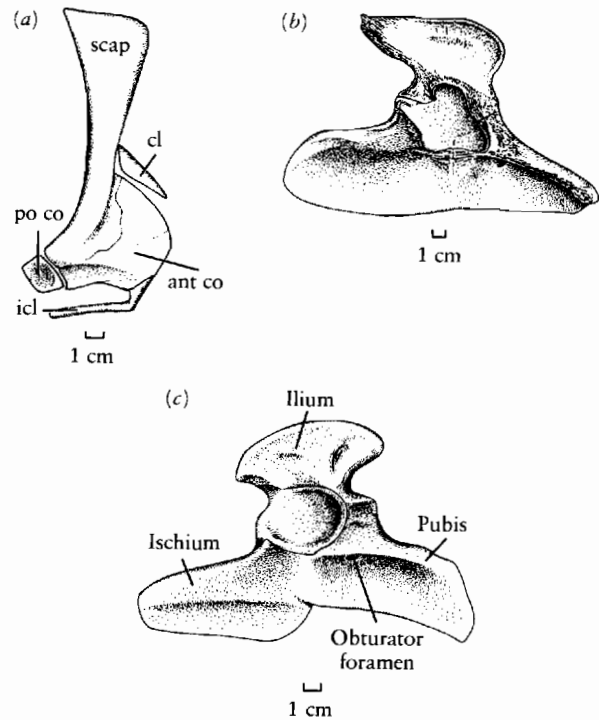 (a)
scap
cl
po co
ant co
icl
1 cm
(b)
1 cm
(c)
Ilium
Ischium
Pubis
Obturator
foramen
1 cm